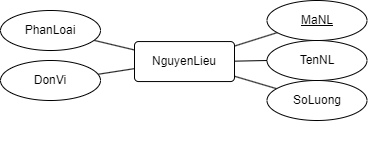 MaNL
PhanLoai
TenNL
NguyenLieu
DonVi
SoLuong